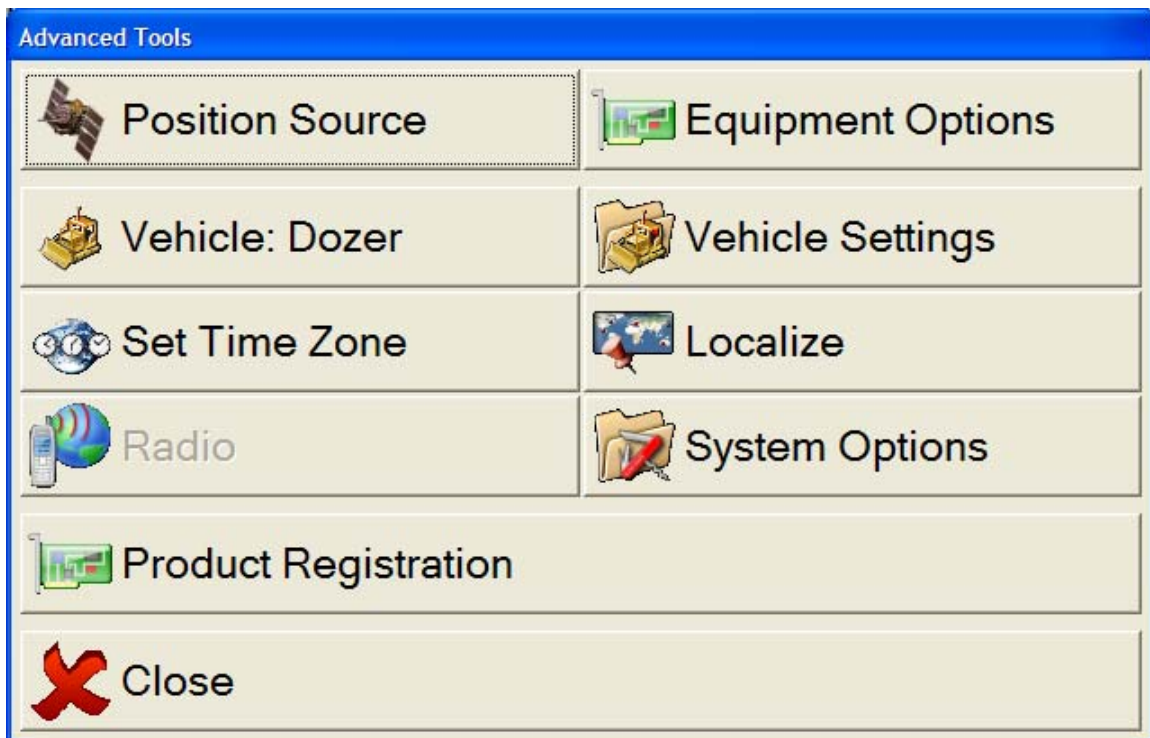 Advanced Tools
Position Source
Equipment Options
Vehicle: Dozer
Vehicle Settings
Set Time Zone
Localize
Radio
System Options
Product Registration
Close